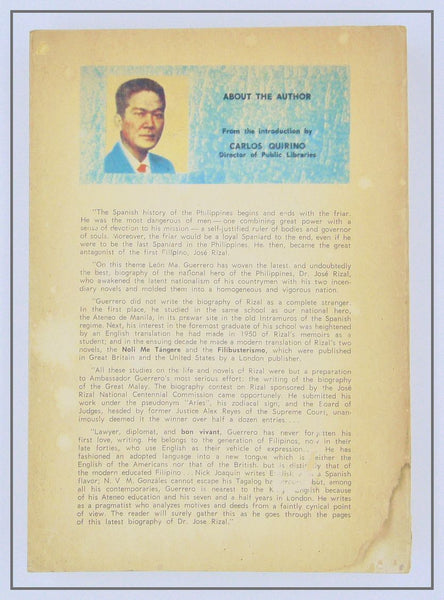 ABOUT THE AUTHOR
From the introduction by
CARLOS QUIRINO
Director of Public Libraries
"The Spanish history of the Philippines begins and ends with the friar.
He was the most dangerous of men — one combining great power with a
sense of devotion to his mission — a self-justified ruler of bodies and governor
of souls. Moreover, the friar would be a loyal Spaniard to the end, even if he
were to be the last Spaniard in the Philippines. He, then, became the great
antagonist of the first Filipino, José Rizal.
"On this theme León Ma. Guerrero has woven the latest, and undoubtedly
the best, biography of the national hero of the Philippines, Dr. José Rizal,
who awakened the latent nationalism of his countrymen with his two incen-
diary novels and molded them into a homogeneous and vigorous nation.
"Guerrero did not write the biography of Rizal as a complete stranger.
In the first place, he studied in the same school as our national hero,
the Ateneo de Manila, in its prewar site in the old Intramuros of the Spanish
regime. Next, his interest in the foremost graduate of his school was heightened
by an English translation he had made in 1950 of Rizal's memoirs as a
student; and in the ensuing decade he made a modern translation of Rizal's two
novels, the Noli Me Tángere and the Filibusterismo, which were published
in Great Britain and the United States by a London publisher.
"All these studies on the life and novels of Rizal were but a preparation
to Ambassador Guerrero's most serious effort: the writing of the biography
of the Great Malay. The biography contest on Rizal sponsored by the José
Rizal National Centennial Commission came opportunely. He submitted his
work under the pseudonym "Aries", his zodiacal sign, and the Board of
Judges, headed by former Justice Alex Reyes of the Supreme Court, unan-
imously deemed it the winner over half a dozen entries. . . .
"Lawyer, diplomat, and bon vivant, Guerrero has never forgotten his
first love, writing. He belongs to the generation of Filipinos, now in their
late forties, who use English as their vehicle of expression. . . He has
fashioned an adopted language into a new tongue which is neither the
English of the Americans nor that of the British, but is distinctly that of
the modern educated Filipino . . . Nick Joaquin writes English with a Spanish
flavor; N. V. M. Gonzáles cannot escape his Tagalog but, among
all his contemporaries, Guerrero is nearest to the English because
of his Ateneo education and his seven and a half years in London. He writes
as a pragmatist who analyzes motives and deeds from a faintly cynical point
of view. The reader will surely gather this as he goes through the pages
of this latest biography of Dr. José Rizal."